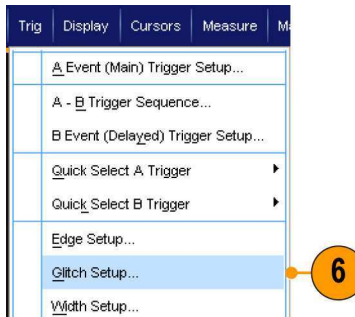 Trig Display Cursors Measure
A Event (Main) Trigger Setup...
A - B Trigger Sequence...
B Event (Delayed) Trigger Setup...
Quick Select A Trigger
Quick Select B Trigger
Edge Setup...
Glitch Setup...
6
Width Setup...